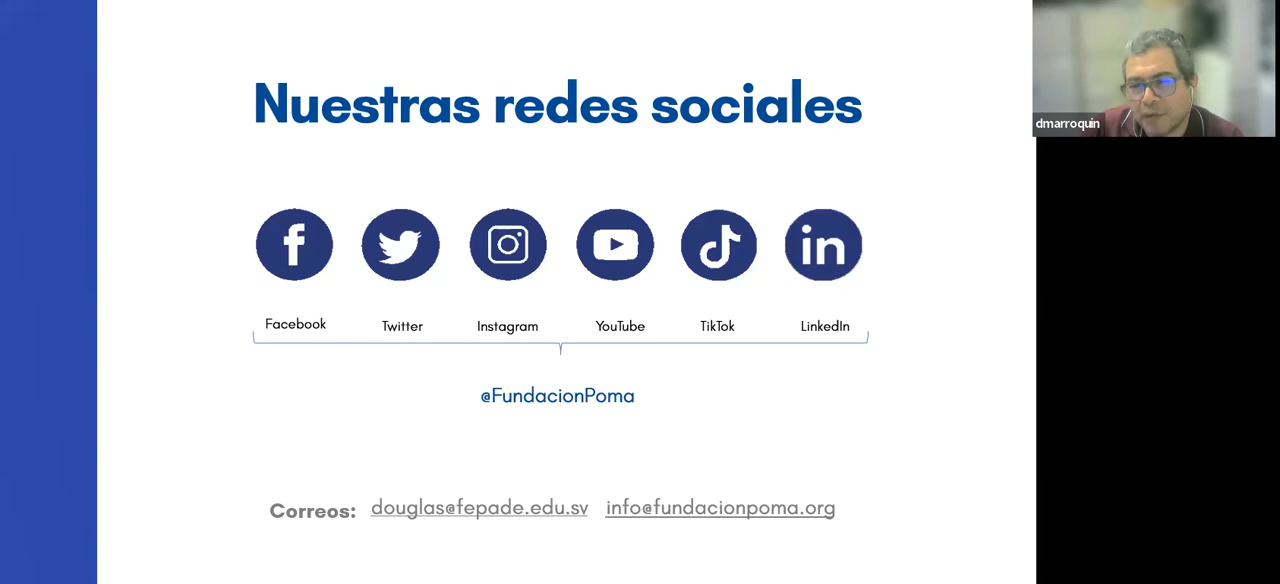 Nuestras redes sociales
dmarroquin
Facebook Twitter Instagram YouTube TikTok LinkedIn
@FundacionPoma
Correos: douglas@fepade.edu.sv info@fundacionpoma.org